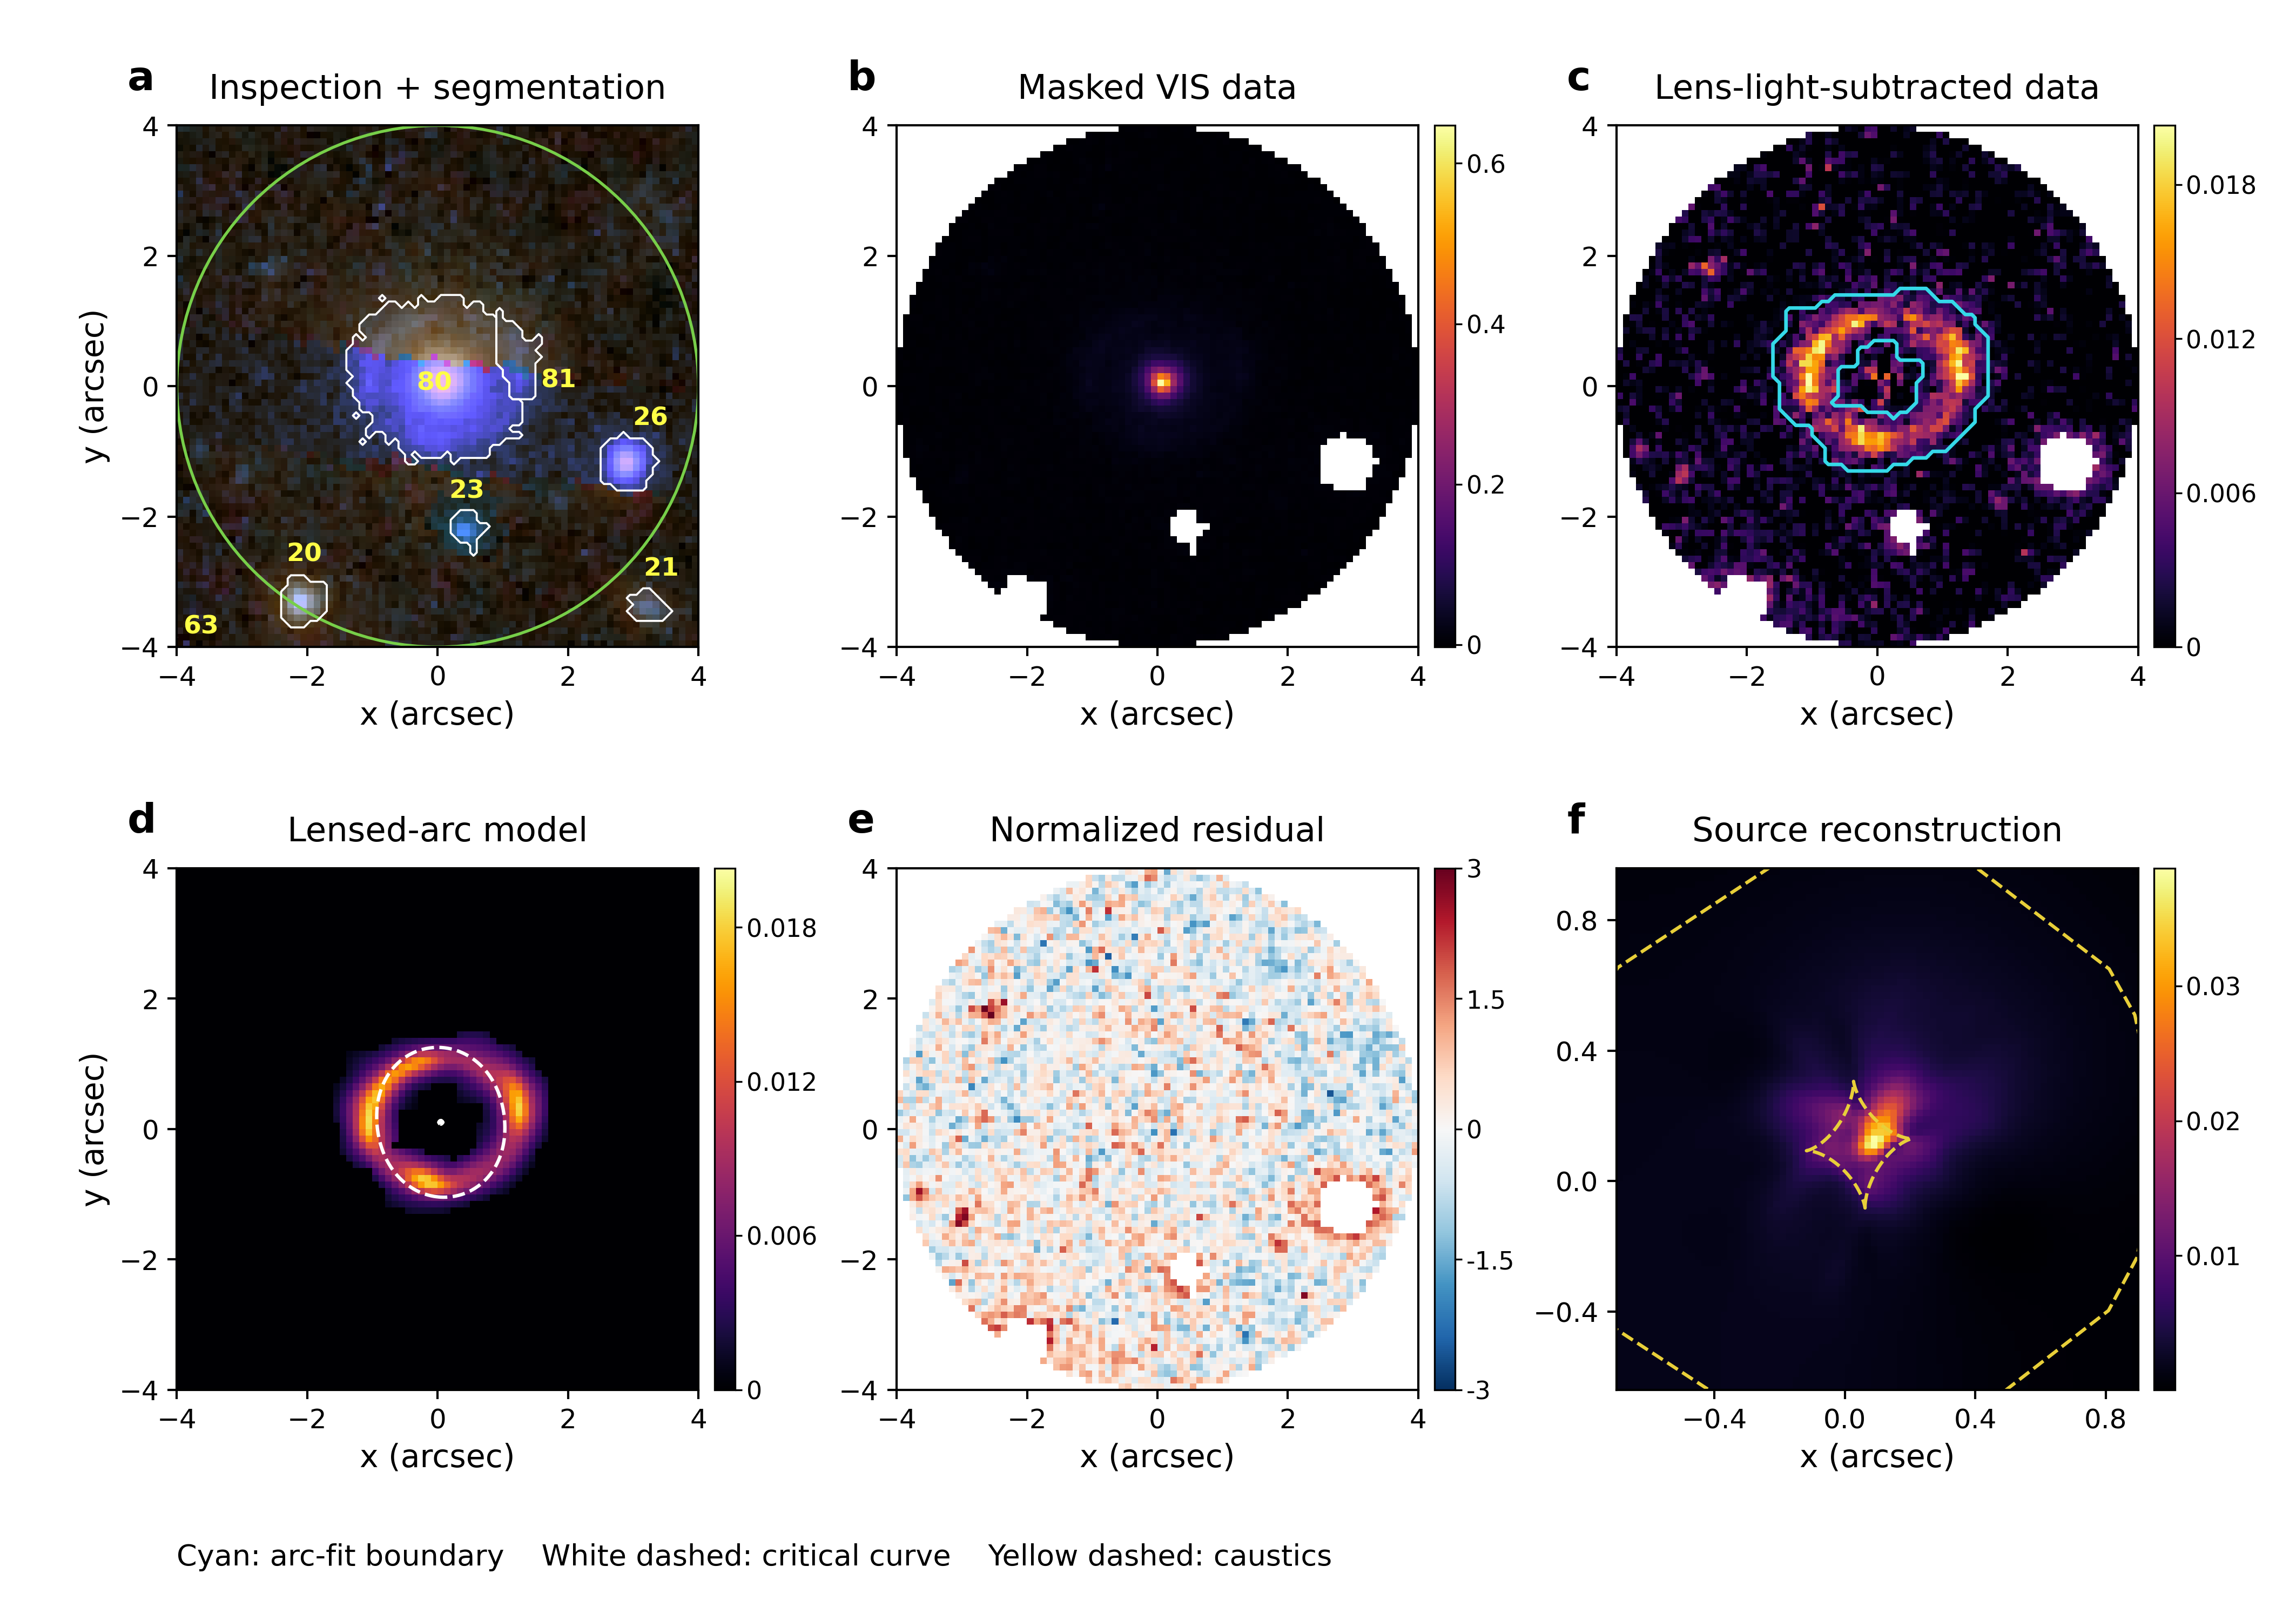 a Inspection + segmentation
b Masked VIS data
c Lens-light-subtracted data
4
2
0
−2
−4
−4 −2 0 2 4
y (arcsec)
x (arcsec)
80
81
26
23
20
21
63
4
2
0
−2
−4
−4 −2 0 2 4
x (arcsec)
0.6
0.4
0.2
0
4
2
0
−2
−4
−4 −2 0 2 4
x (arcsec)
0.018
0.012
0.006
0
d Lensed-arc model
e Normalized residual
f Source reconstruction
4
2
0
−2
−4
−4 −2 0 2 4
y (arcsec)
x (arcsec)
0.018
0.012
0.006
0
4
2
0
−2
−4
−4 −2 0 2 4
x (arcsec)
3
1.5
0
-1.5
-3
0.8
0.4
0.0
−0.4
−0.4 0.0 0.4 0.8
x (arcsec)
0.03
0.02
0.01
Cyan: arc-fit boundary White dashed: critical curve Yellow dashed: caustics